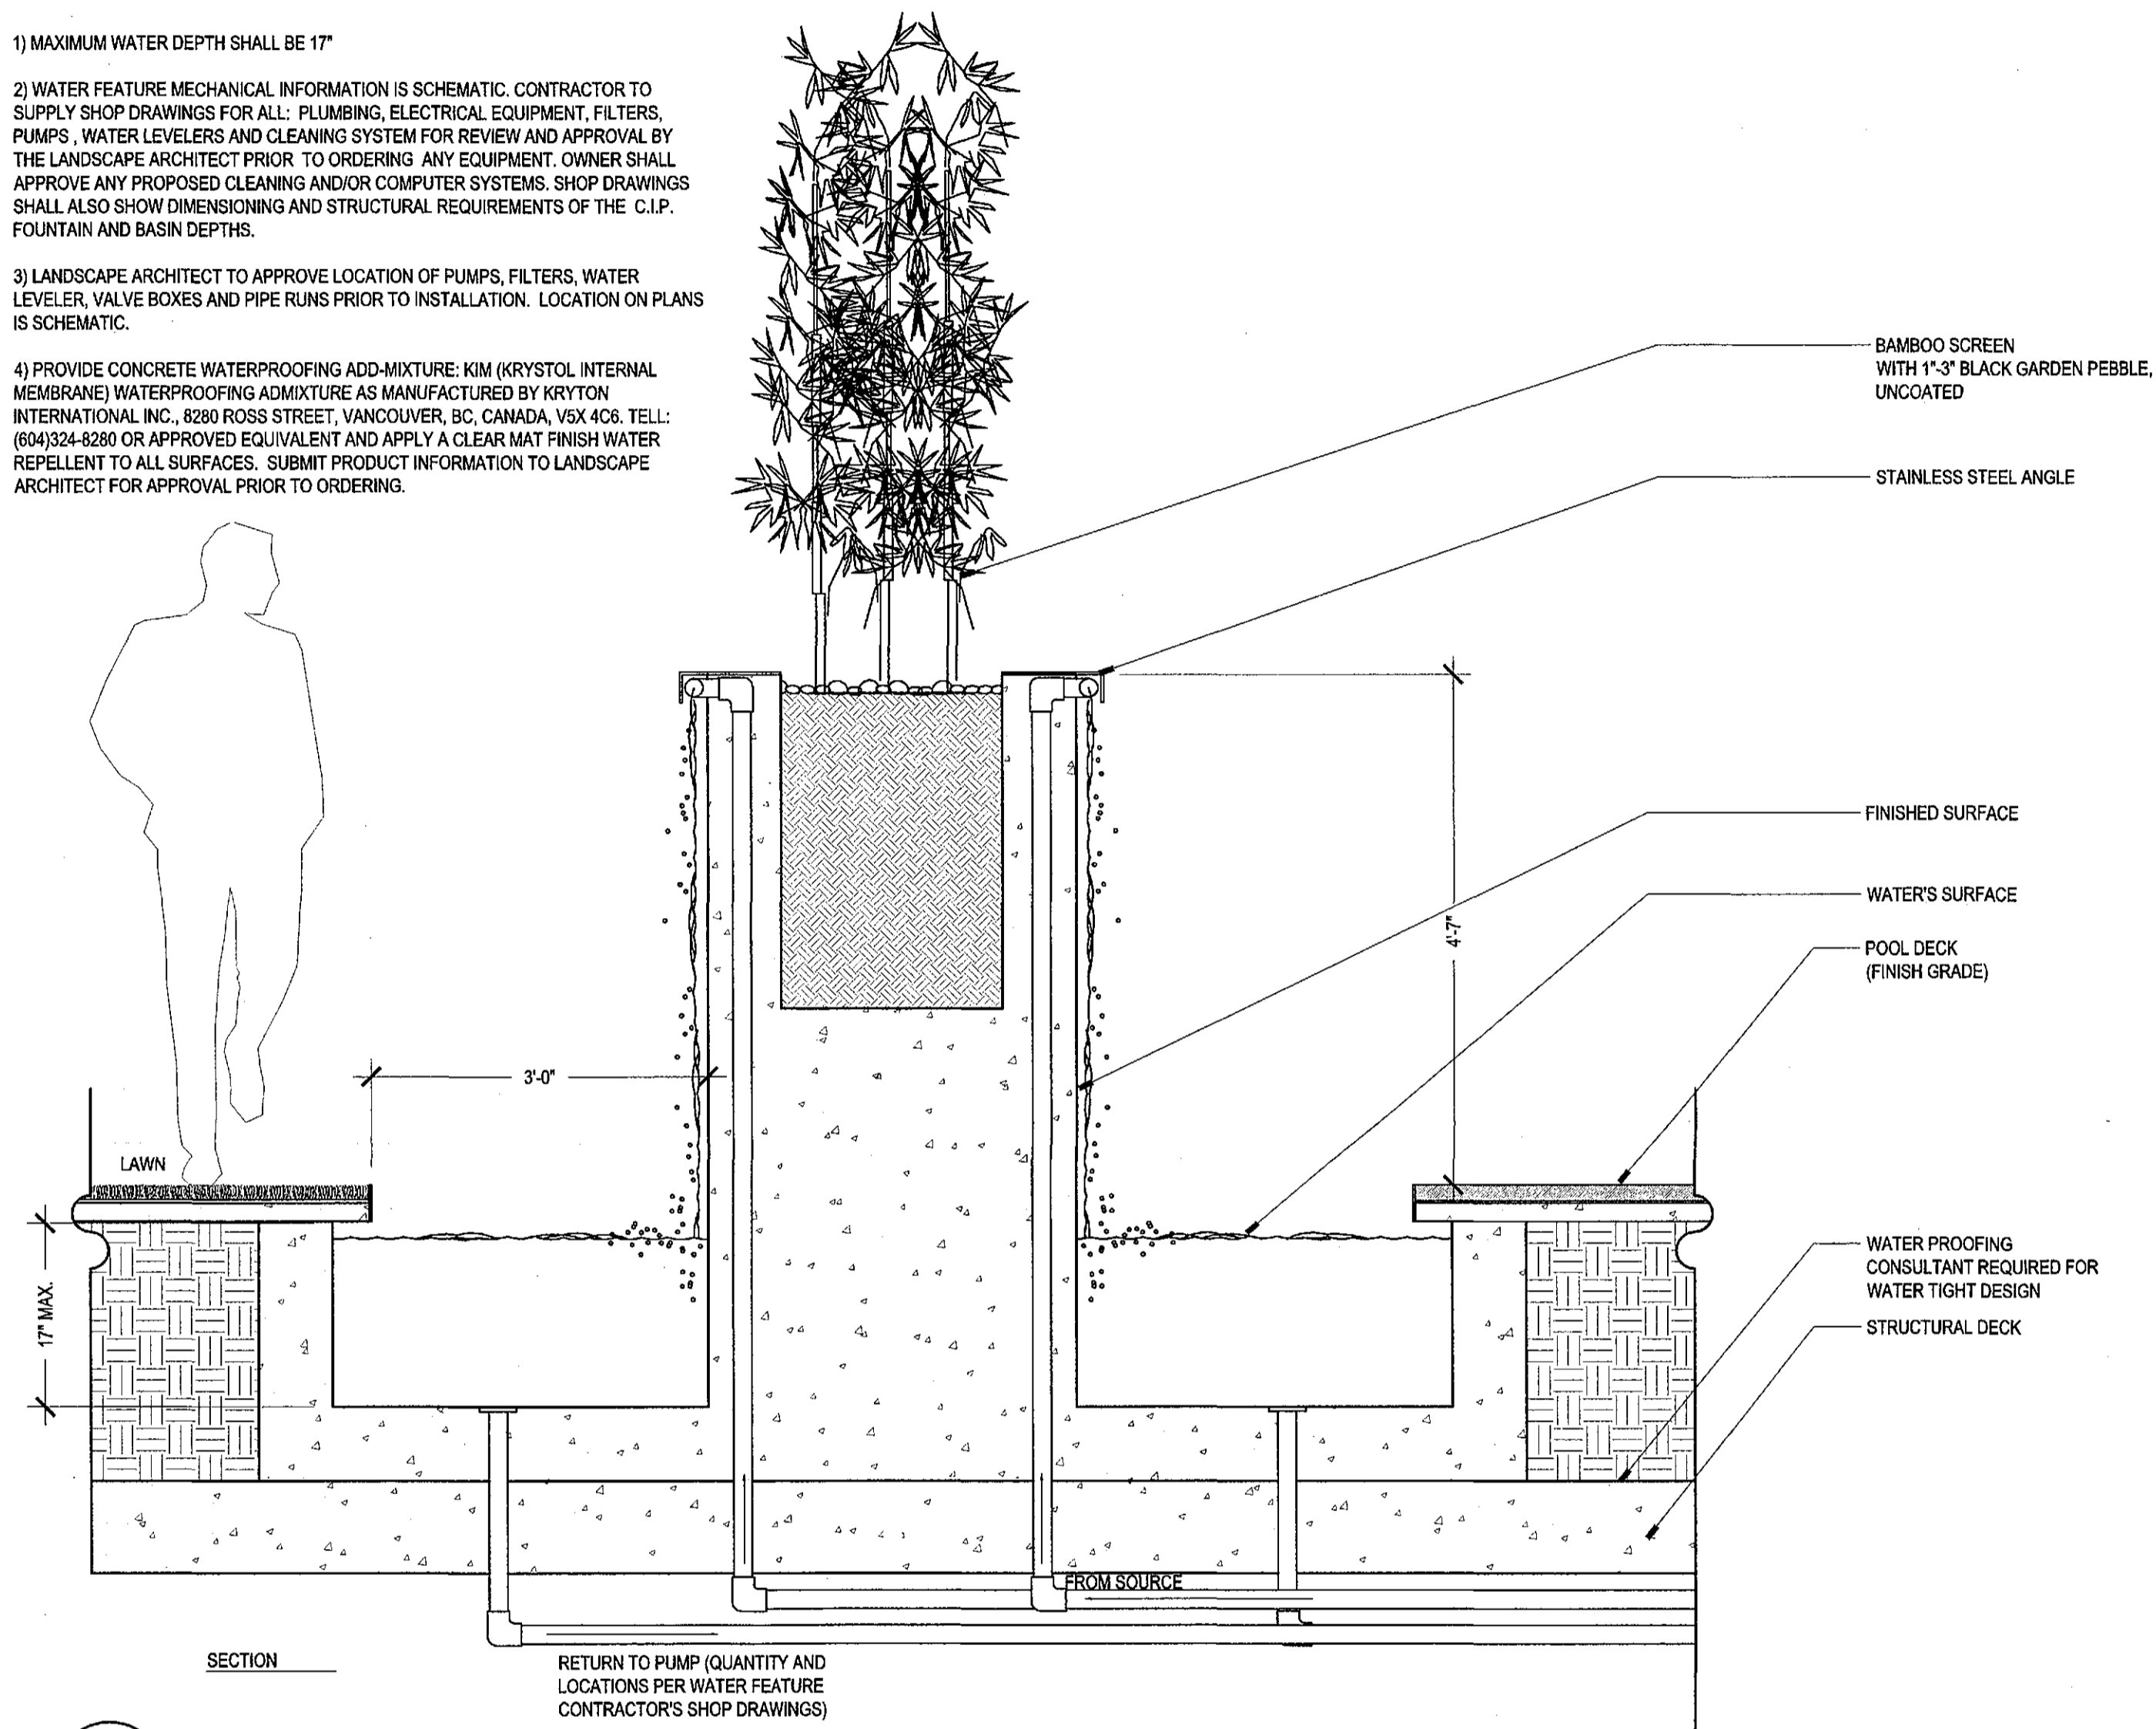 1) MAXIMUM WATER DEPTH SHALL BE 17"
2) WATER FEATURE MECHANICAL INFORMATION IS SCHEMATIC. CONTRACTOR TO
SUPPLY SHOP DRAWINGS FOR ALL: PLUMBING, ELECTRICAL EQUIPMENT, FILTERS,
PUMPS , WATER LEVELERS AND CLEANING SYSTEM FOR REVIEW AND APPROVAL BY
THE LANDSCAPE ARCHITECT PRIOR TO ORDERING ANY EQUIPMENT. OWNER SHALL
APPROVE ANY PROPOSED CLEANING AND/OR COMPUTER SYSTEMS. SHOP DRAWINGS
SHALL ALSO SHOW DIMENSIONING AND STRUCTURAL REQUIREMENTS OF THE C.I.P.
FOUNTAIN AND BASIN DEPTHS.
3) LANDSCAPE ARCHITECT TO APPROVE LOCATION OF PUMPS, FILTERS, WATER
LEVELER, VALVE BOXES AND PIPE RUNS PRIOR TO INSTALLATION. LOCATION ON PLANS
IS SCHEMATIC.
4) PROVIDE CONCRETE WATERPROOFING ADD-MIXTURE: KIM (KRYSTOL INTERNAL
MEMBRANE) WATERPROOFING ADMIXTURE AS MANUFACTURED BY KRYTON
INTERNATIONAL INC., 8280 ROSS STREET, VANCOUVER, BC, CANADA, V5X 4C6. TELL:
(604)324-8280 OR APPROVED EQUIVALENT AND APPLY A CLEAR MAT FINISH WATER
REPELLENT TO ALL SURFACES. SUBMIT PRODUCT INFORMATION TO LANDSCAPE
ARCHITECT FOR APPROVAL PRIOR TO ORDERING.
BAMBOO SCREEN
WITH 1"-3" BLACK GARDEN PEBBLE,
UNCOATED
STAINLESS STEEL ANGLE
FINISHED SURFACE
WATER'S SURFACE
4'-7"
POOL DECK
(FINISH GRADE)
3'-0"
LAWN
17" MAX.
WATER PROOFING
CONSULTANT REQUIRED FOR
WATER TIGHT DESIGN
STRUCTURAL DECK
FROM SOURCE
SECTION
RETURN TO PUMP (QUANTITY AND
LOCATIONS PER WATER FEATURE
CONTRACTOR'S SHOP DRAWINGS)